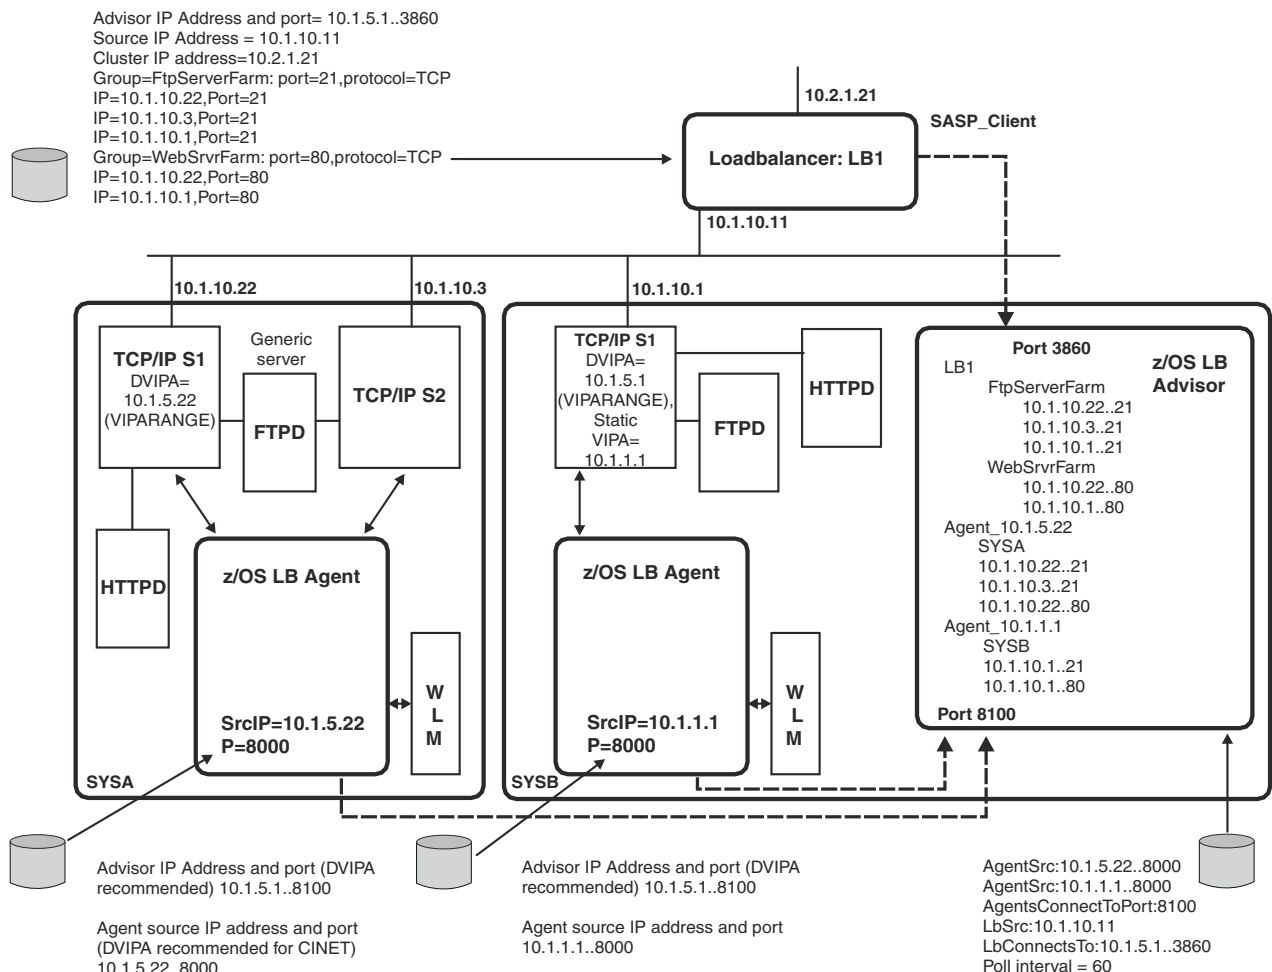 Advisor IP Address and port= 10.1.5.1..3860
Source IP Address = 10.1.10.11
Cluster IP address=10.2.1.21
Group=FtpServerFarm: port=21,protocol=TCP
IP=10.1.10.22,Port=21
IP=10.1.10.3,Port=21
IP=10.1.10.1,Port=21
Group=WebSrvrFarm: port=80,protocol=TCP
IP=10.1.10.22,Port=80
IP=10.1.10.1,Port=80
10.2.1.21
SASP_Client
Loadbalancer: LB1
10.1.10.11
10.1.10.22
10.1.10.3
10.1.10.1
TCP/IP S1
DVIPA=
10.1.5.22
(VIPARANGE)
Generic
server
FTPD
TCP/IP S2
HTTPD
z/OS LB Agent
SrcIP=10.1.5.22
P=8000
W
L
M
SYSA
TCP/IP S1
DVIPA=
10.1.5.1
(VIPARANGE),
Static
VIPA=
10.1.1.1
FTPD
HTTPD
z/OS LB Agent
SrcIP=10.1.1.1
P=8000
W
L
M
SYSB
Port 3860
z/OS LB
Advisor
LB1
FtpServerFarm
10.1.10.22..21
10.1.10.3..21
10.1.10.1..21
WebSrvrFarm
10.1.10.22..80
10.1.10.1..80
Agent_10.1.5.22
SYSA
10.1.10.22..21
10.1.10.3..21
10.1.10.22..80
Agent_10.1.1.1
SYSB
10.1.10.1..21
10.1.10.1..80
Port 8100
Advisor IP Address and port (DVIPA
recommended) 10.1.5.1..8100
Agent source IP address and port
(DVIPA recommended for CINET)
10.1.5.22..8000
Advisor IP Address and port (DVIPA
recommended) 10.1.5.1..8100
Agent source IP address and port
10.1.1.1..8000
AgentSrc:10.1.5.22..8000
AgentSrc:10.1.1.1..8000
AgentsConnectToPort:8100
LbSrc:10.1.10.11
LbConnectsTo:10.1.5.1..3860
Poll interval = 60